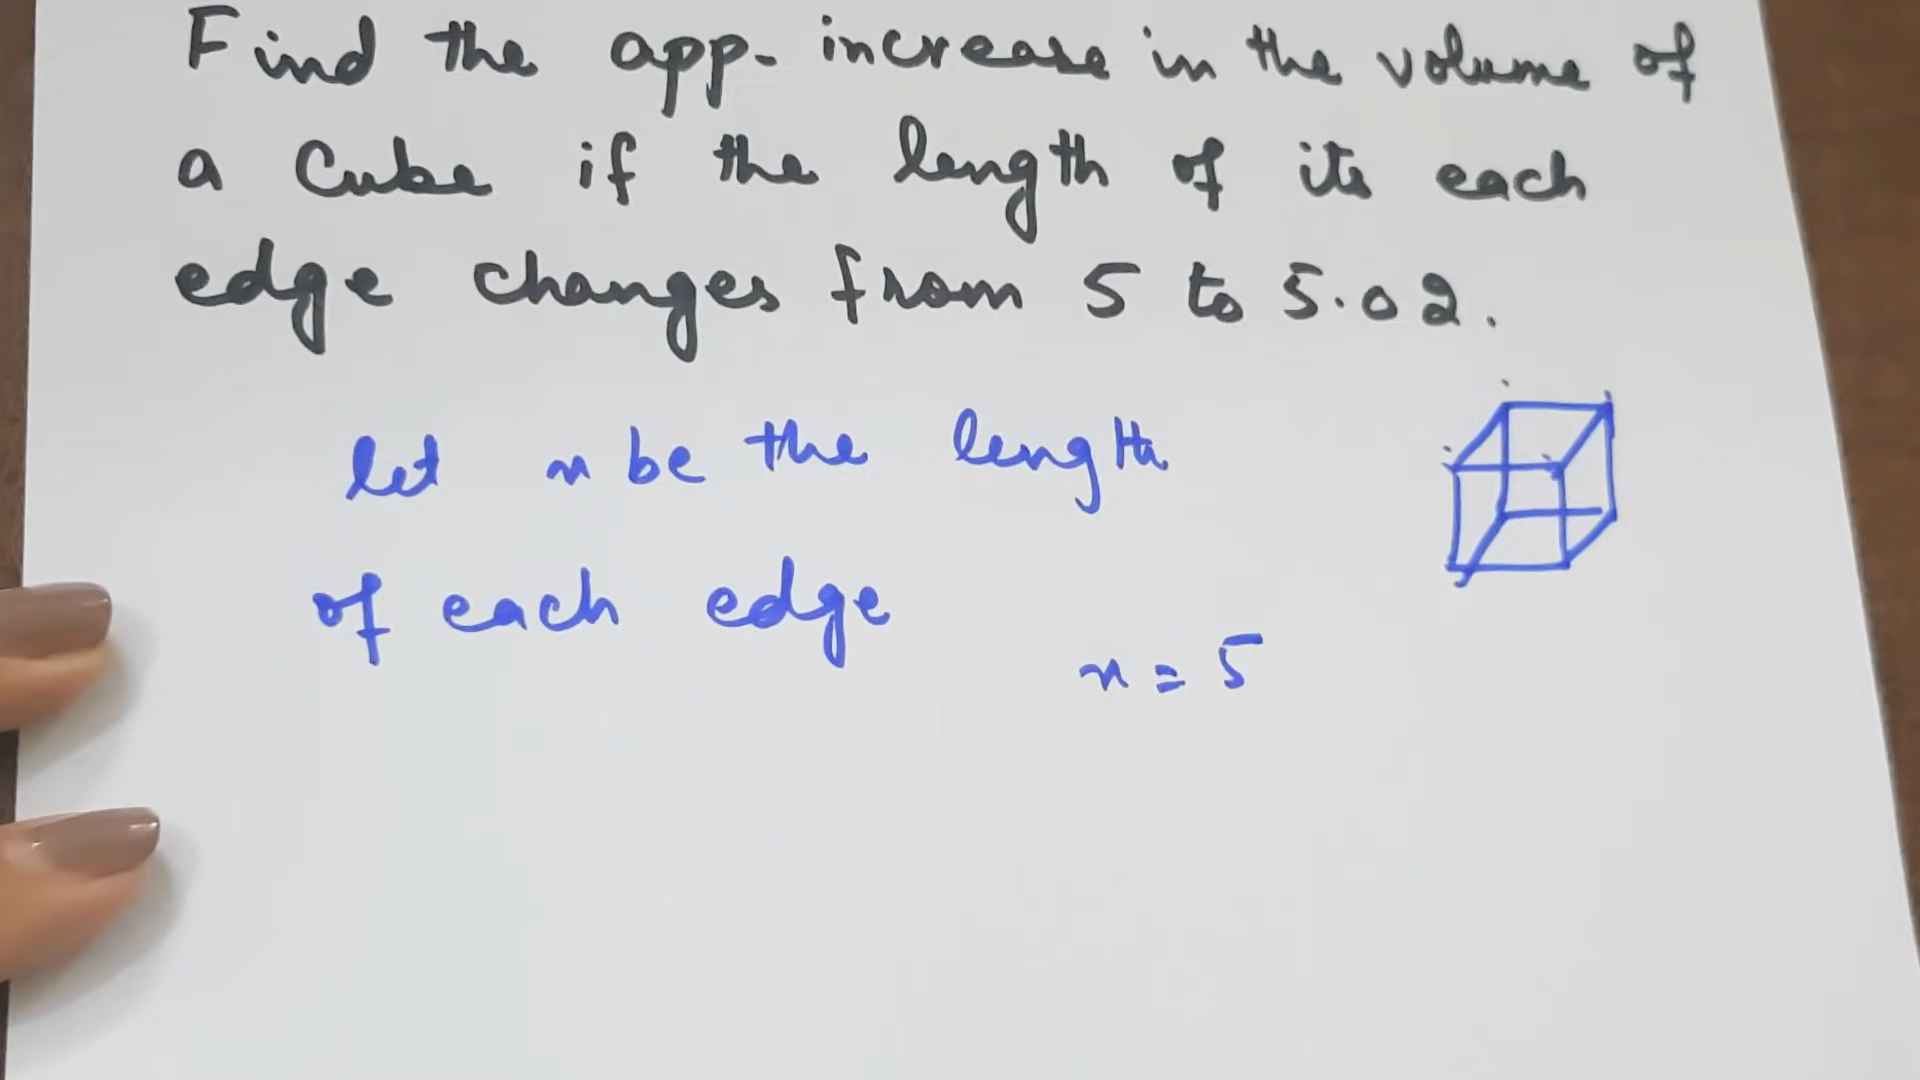 Find the app. increase in the volume of
a Cube if the length of its each
edge changes from 5 to 5.02.
let x be the length
of each edge
x = 5